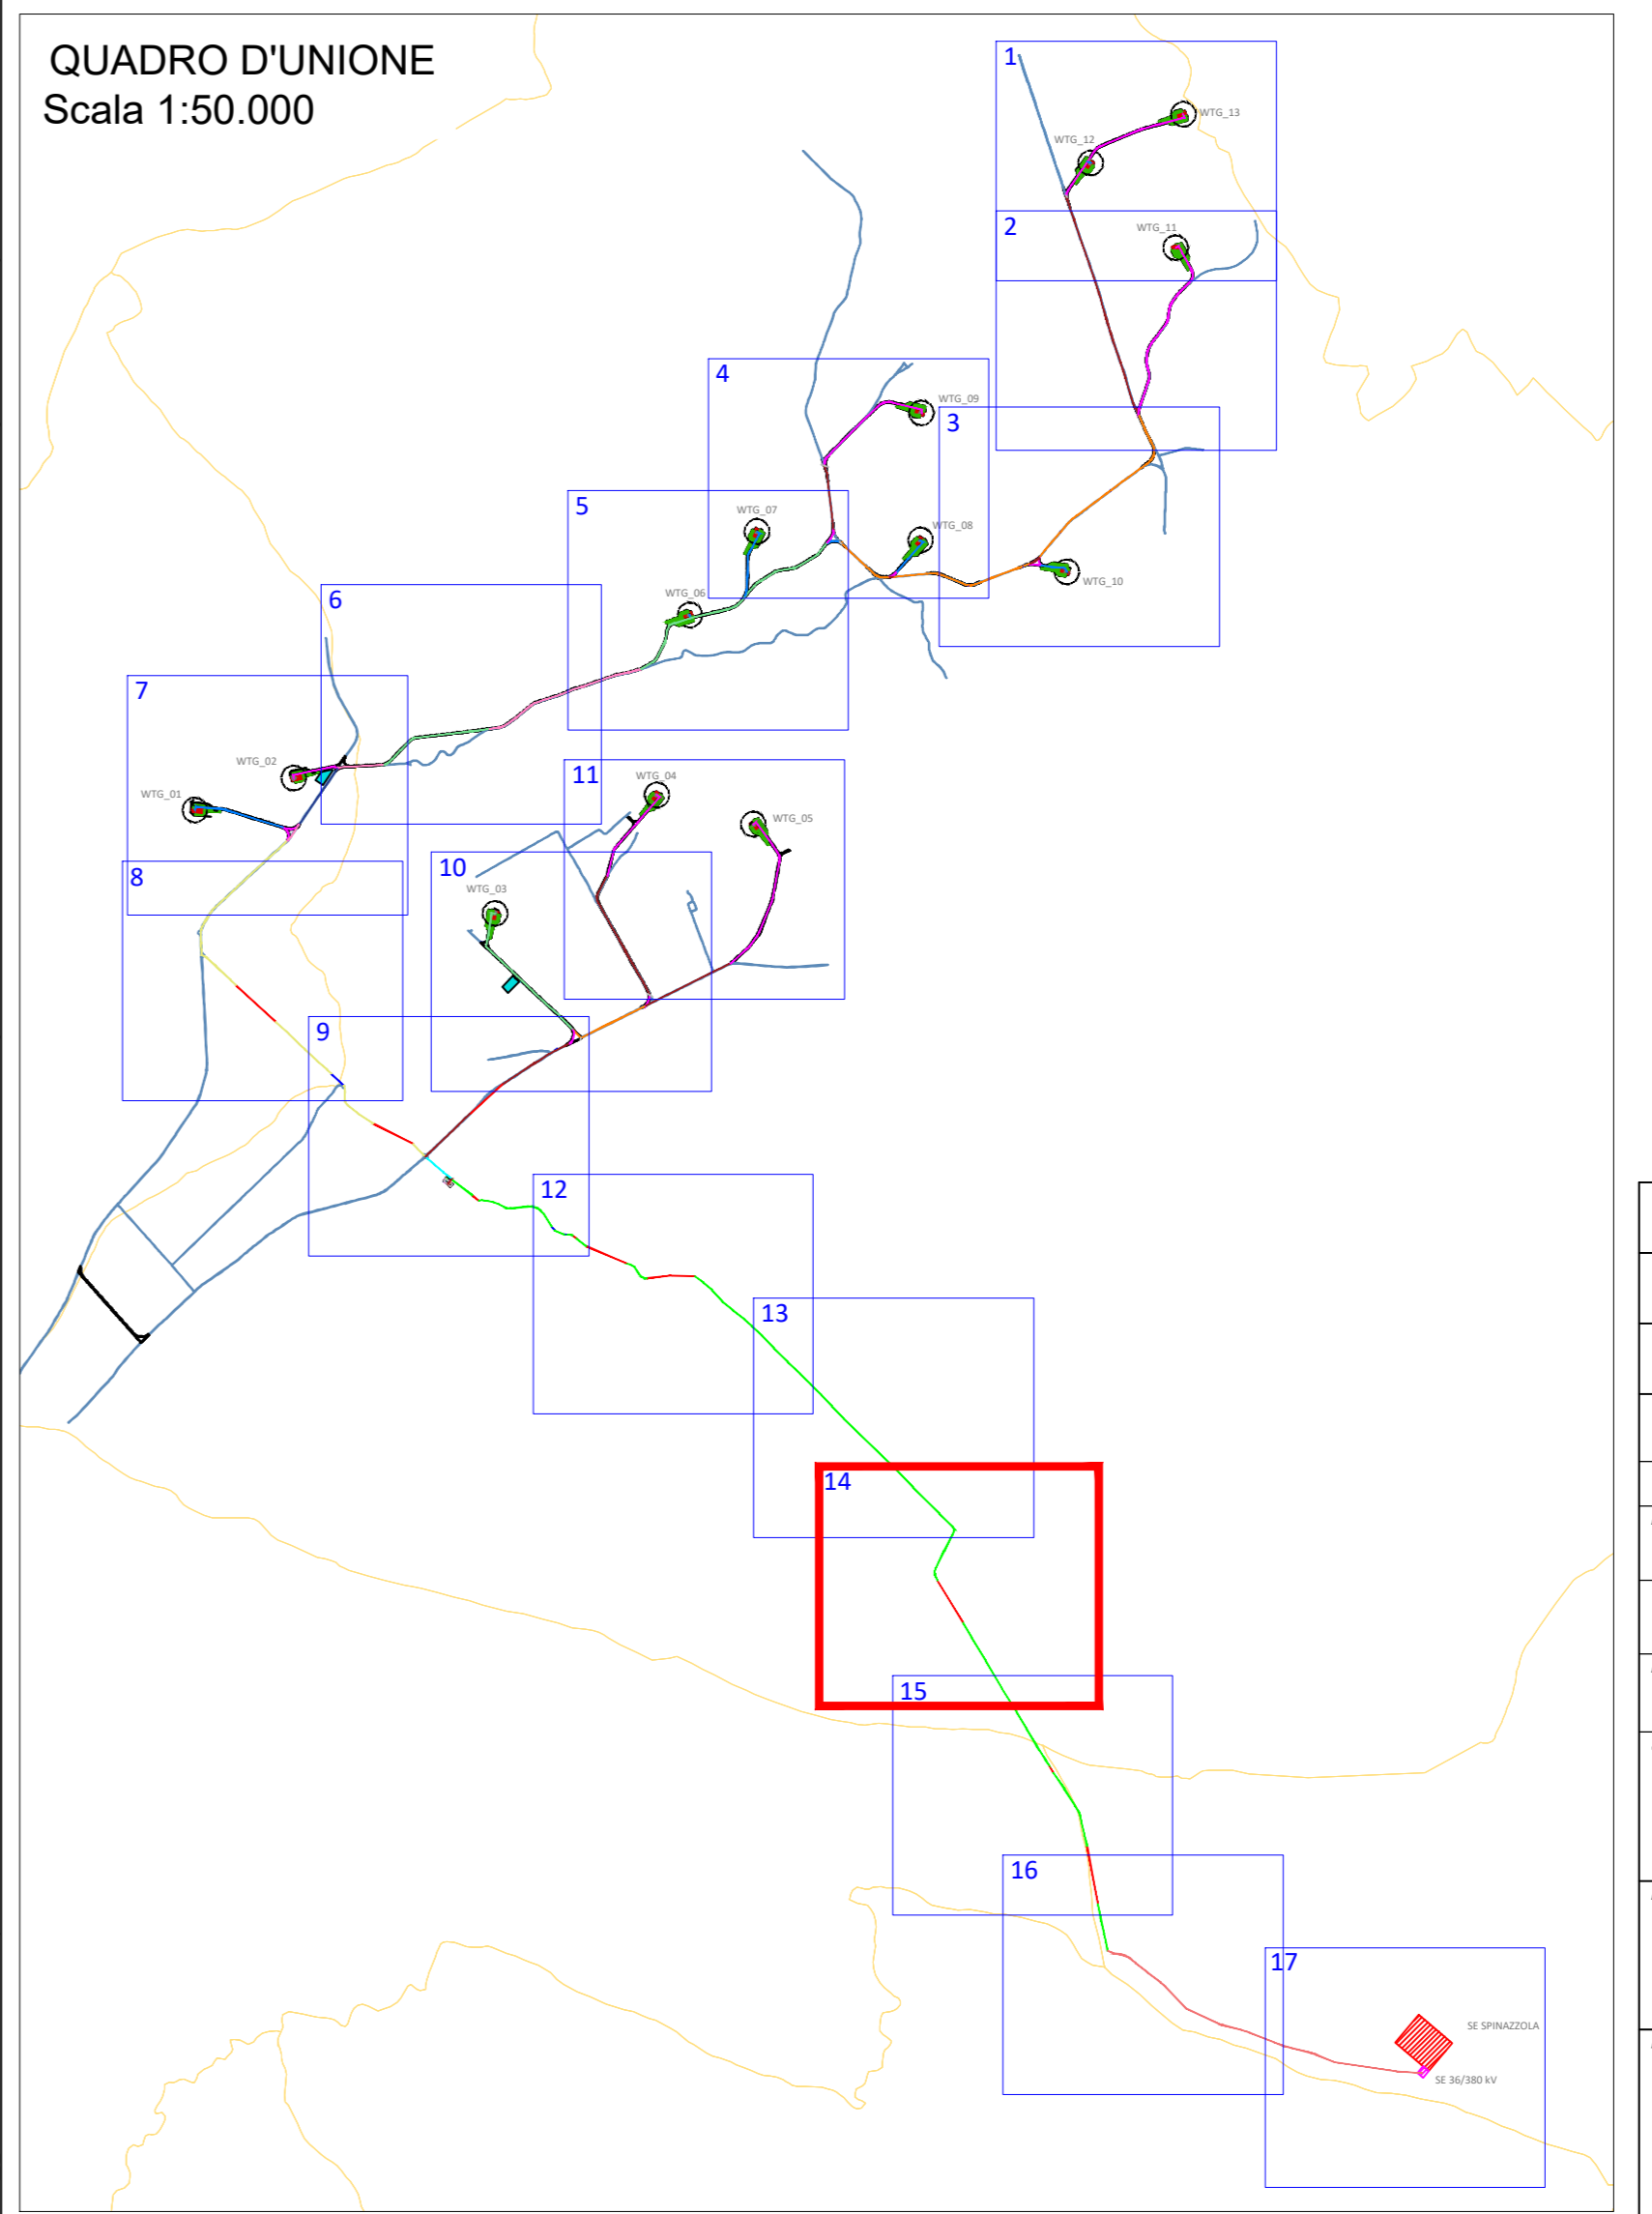 QUADRO D'UNIONE
Scala 1:50.000
1
WTG_13
WTG_12
2
WTG_11
4
WTG_09
3
5
WTG_07
WTG_08
WTG_10
6
WTG_06
7
WTG_02
WTG_01
11
WTG_04
WTG_05
8
10
WTG_03
9
12
13
14
15
16
17
SE SPINAZZOLA
SE 36/380 kV